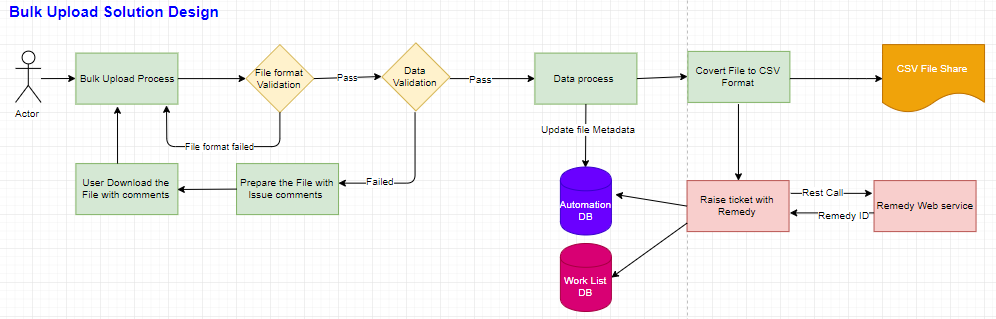 Bulk Upload Solution Design
Actor
Bulk Upload Process
File format
Validation
Pass
Data
Validation
Pass
Data process
Covert File to CSV
Format
CSV File Share
File format failed
Failed
Update file Metadata
User Download the
File with comments
Prepare the File with
Issue comments
Automation
DB
Raise ticket with
Remedy
Rest Call
Remedy ID
Remedy Web service
Work List
DB